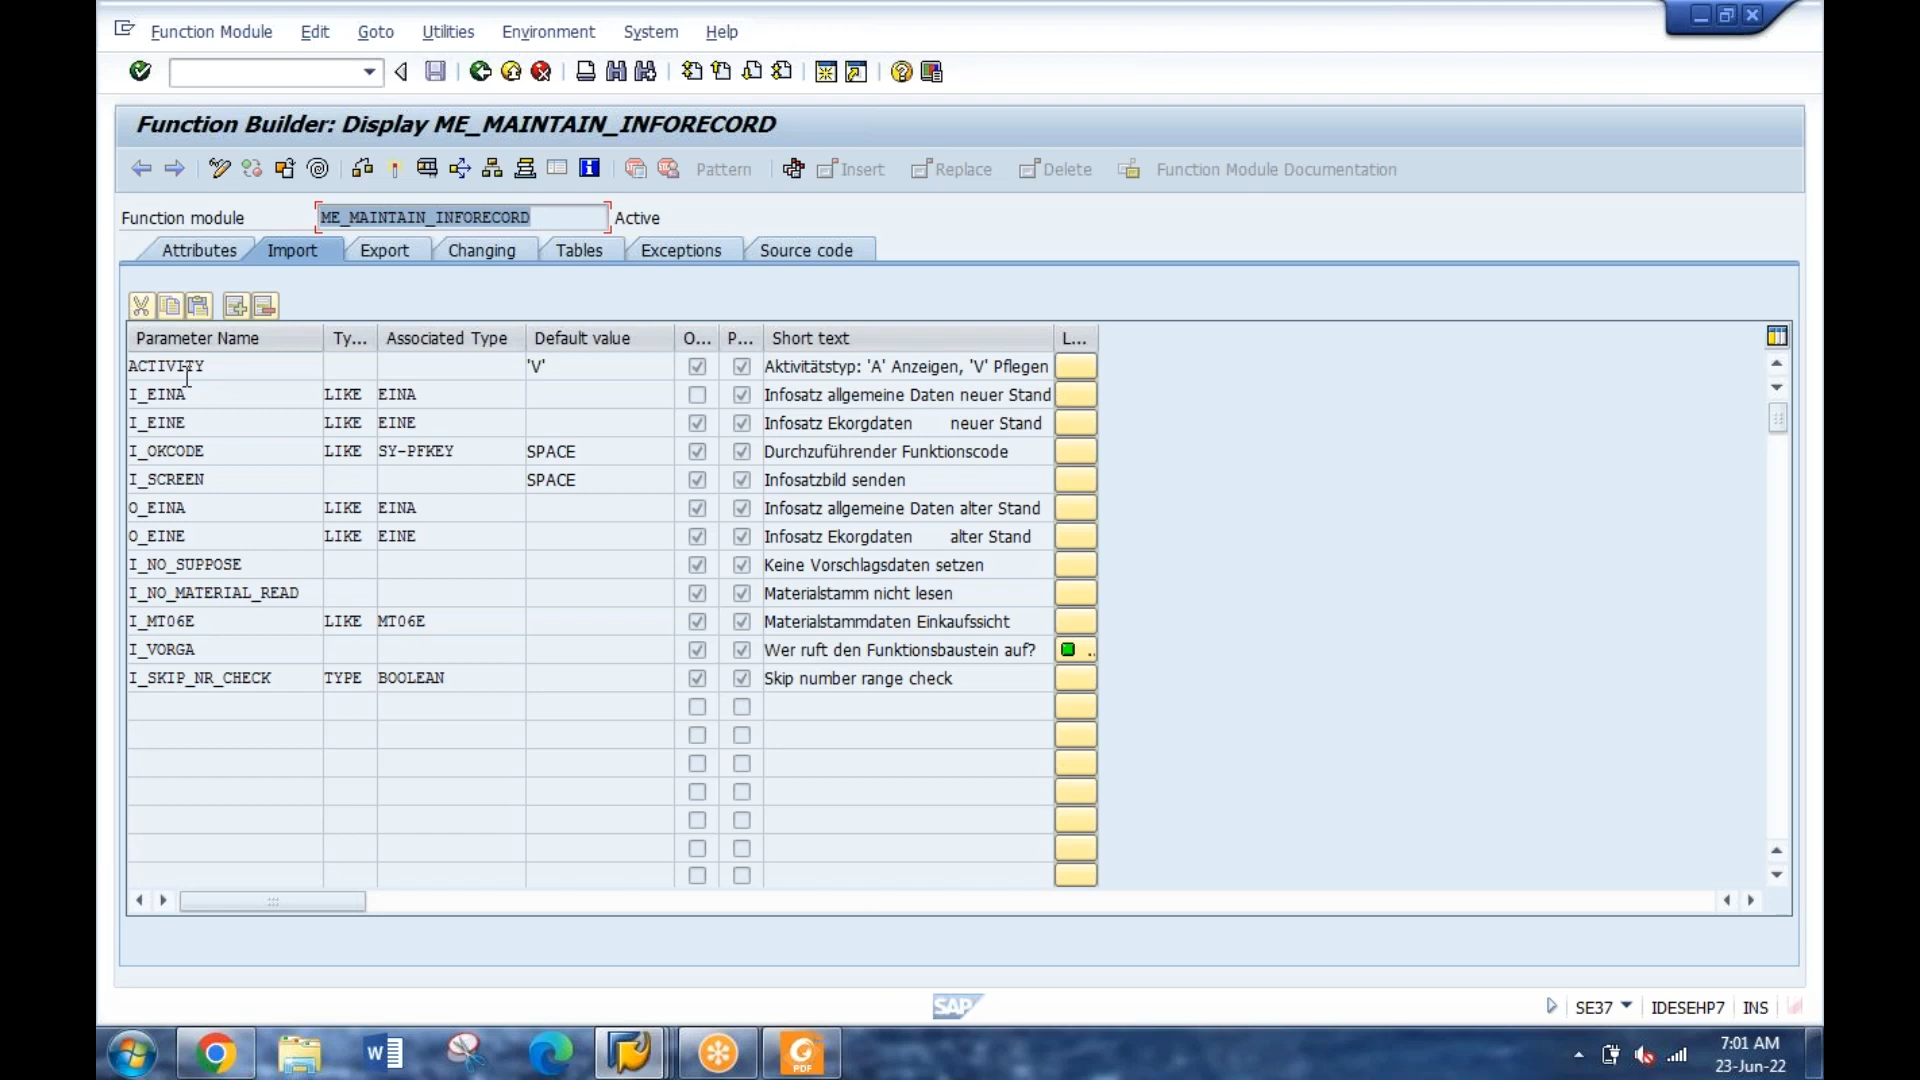 Function Module Edit Goto Utilities Environment System Help
Function Builder: Display ME_MAINTAIN_INFORECORD
Pattern Insert Replace Delete Function Module Documentation
Function module ME_MAINTAIN_INFORECORD Active
Attributes Import Export Changing Tables Exceptions Source code
Parameter Name Ty... Associated Type Default value O... P... Short text L...
ACTIVITY 'V' Aktivitätstyp: 'A' Anzeigen, 'V' Pflegen
I_EINA LIKE EINA Infosatz allgemeine Daten neuer Stand
I_EINE LIKE EINE Infosatz Ekorgdaten neuer Stand
I_OKCODE LIKE SY-PFKEY SPACE Durchzuführender Funktionscode
I_SCREEN SPACE Infosatzbild senden
O_EINA LIKE EINA Infosatz allgemeine Daten alter Stand
O_EINE LIKE EINE Infosatz Ekorgdaten alter Stand
I_NO_SUPPOSE Keine Vorschlagsdaten setzen
I_NO_MATERIAL_READ Materialstamm nicht lesen
I_MT06E LIKE MT06E Materialstammdaten Einkaufssicht
I_VORGA Wer ruft den Funktionsbaustein auf? ..
I_SKIP_NR_CHECK TYPE BOOLEAN Skip number range check
SAP SE37 IDESEHP7 INS
W PDF
7:01 AM
23-Jun-22